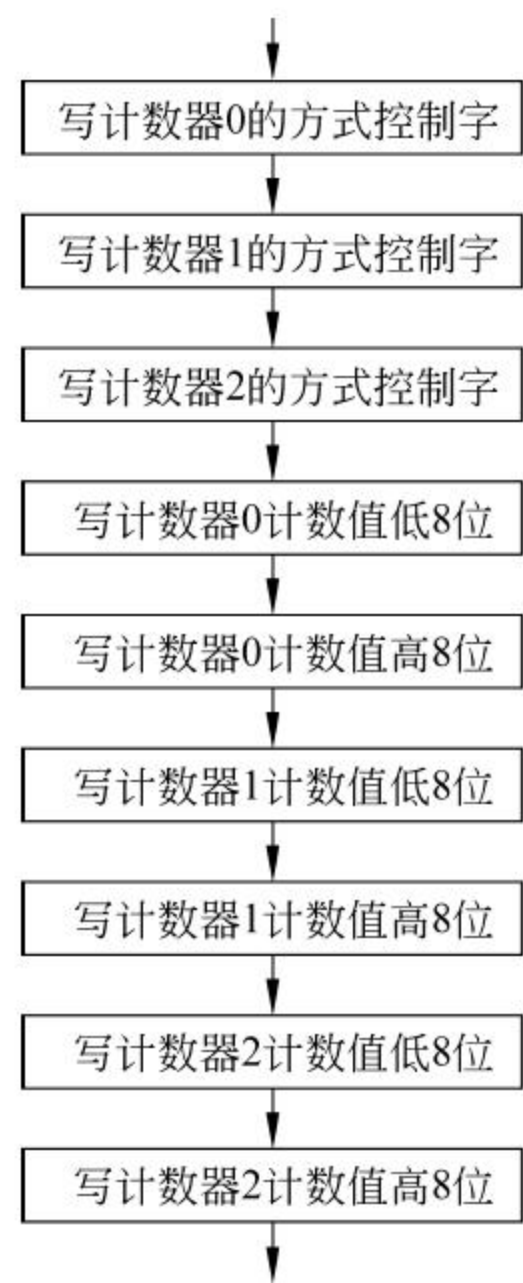 写计数器0的方式控制字
写计数器1的方式控制字
写计数器2的方式控制字
写计数器0计数值低8位
写计数器0计数值高8位
写计数器1计数值低8位
写计数器1计数值高8位
写计数器2计数值低8位
写计数器2计数值高8位